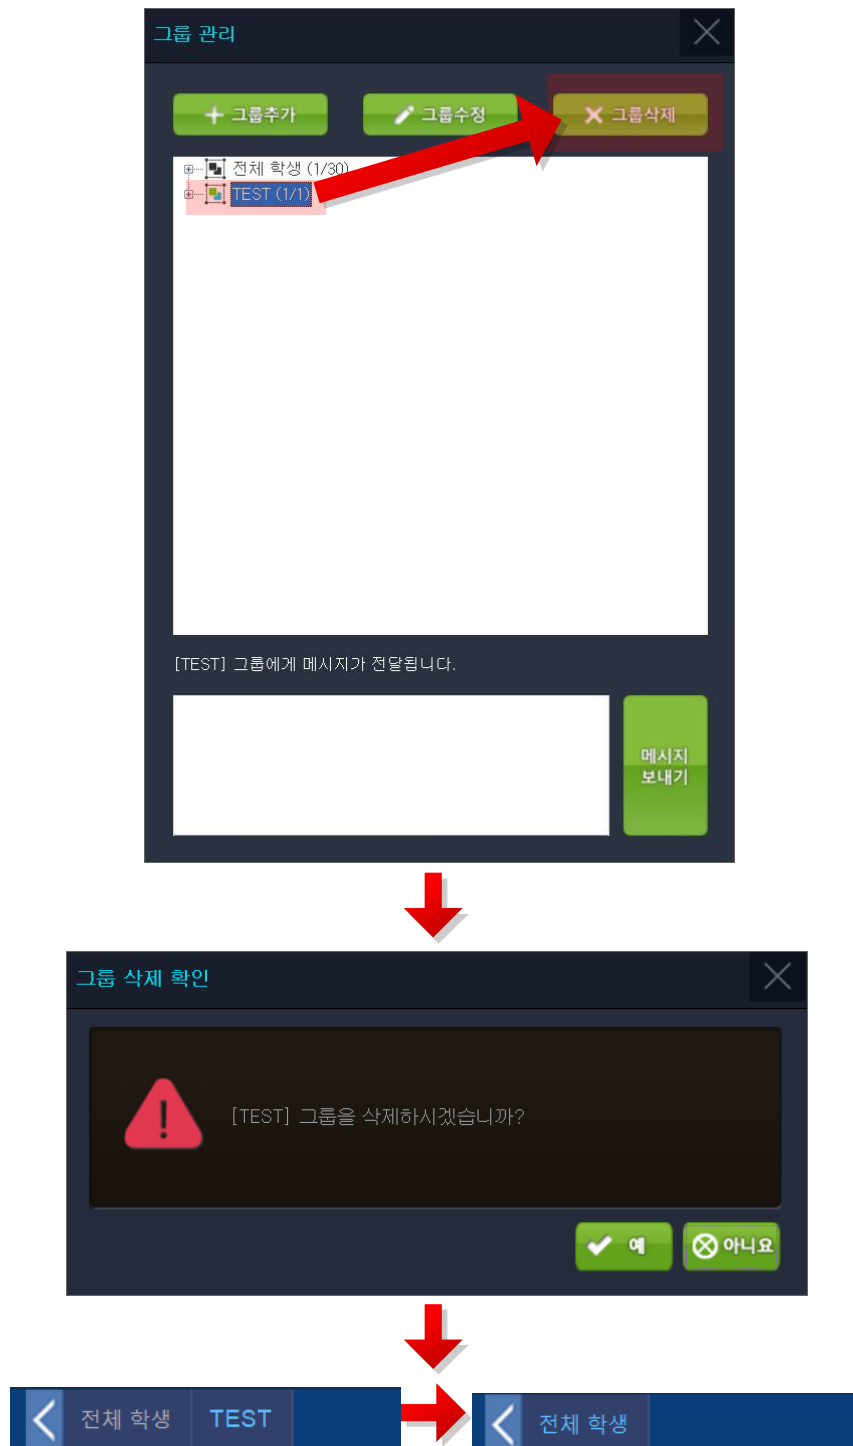 그룹 관리
그룹추가
그룹수정
그룹삭제
전체 학생 (1/30)
TEST (1/1)
[TEST] 그룹에게 메시지가 전달됩니다.
메시지
보내기
그룹 삭제 확인
[TEST] 그룹을 삭제하시겠습니까?
예
아니요
전체 학생
TEST
전체 학생